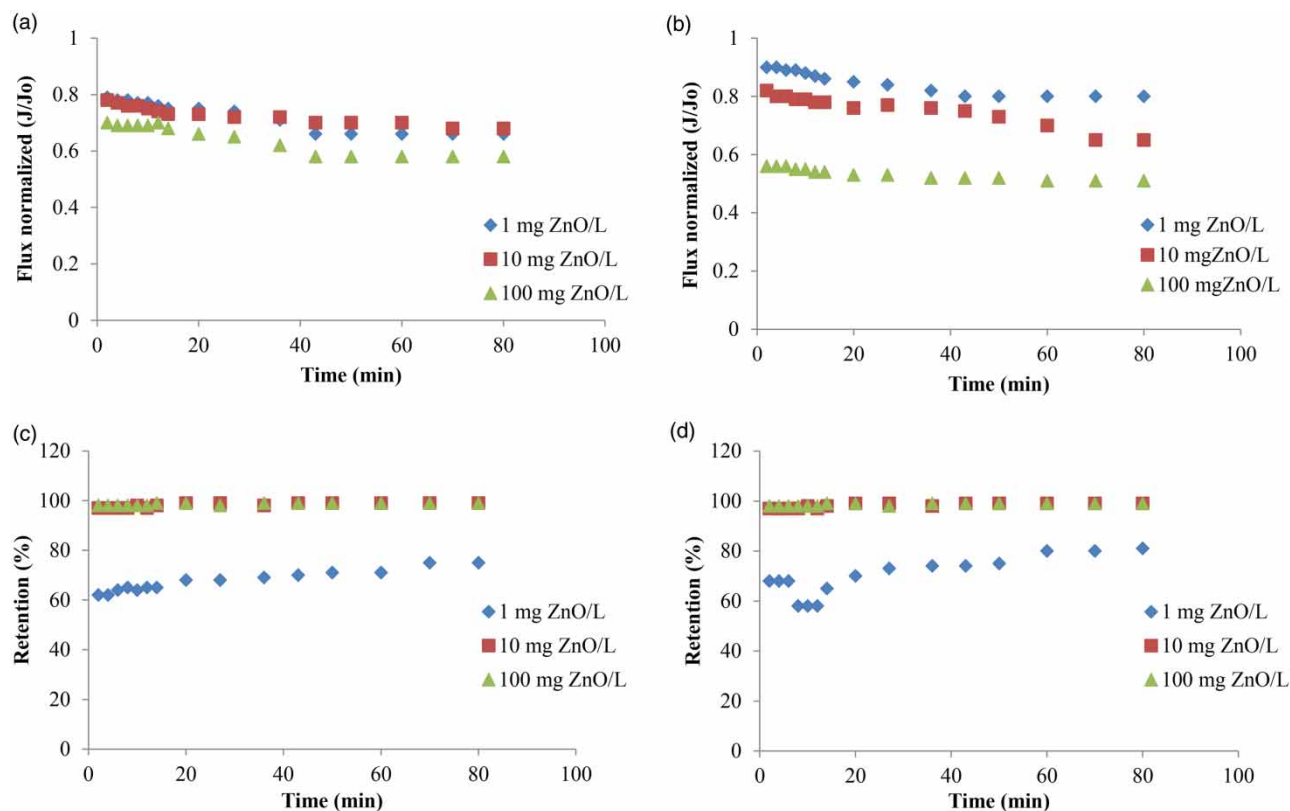 (a)
Flux normalized (J/Jo)
1
0.8
0.6
0.4
0.2
0
0 20 40 60 80 100
Time (min)
1 mg ZnO/L
10 mg ZnO/L
100 mg ZnO/L
(b)
Flux normalized (J/Jo)
1
0.8
0.6
0.4
0.2
0
0 20 40 60 80 100
Time (min)
1 mg ZnO/L
10 mgZnO/L
100 mgZnO/L
(c)
Retention (%)
120
100
80
60
40
20
0
0 20 40 60 80 100
Time (min)
1 mg ZnO/L
10 mg ZnO/L
100 mg ZnO/L
(d)
Retention (%)
120
100
80
60
40
20
0
0 20 40 60 80 100
Time (min)
1 mg ZnO/L
10 mg ZnO/L
100 mg ZnO/L